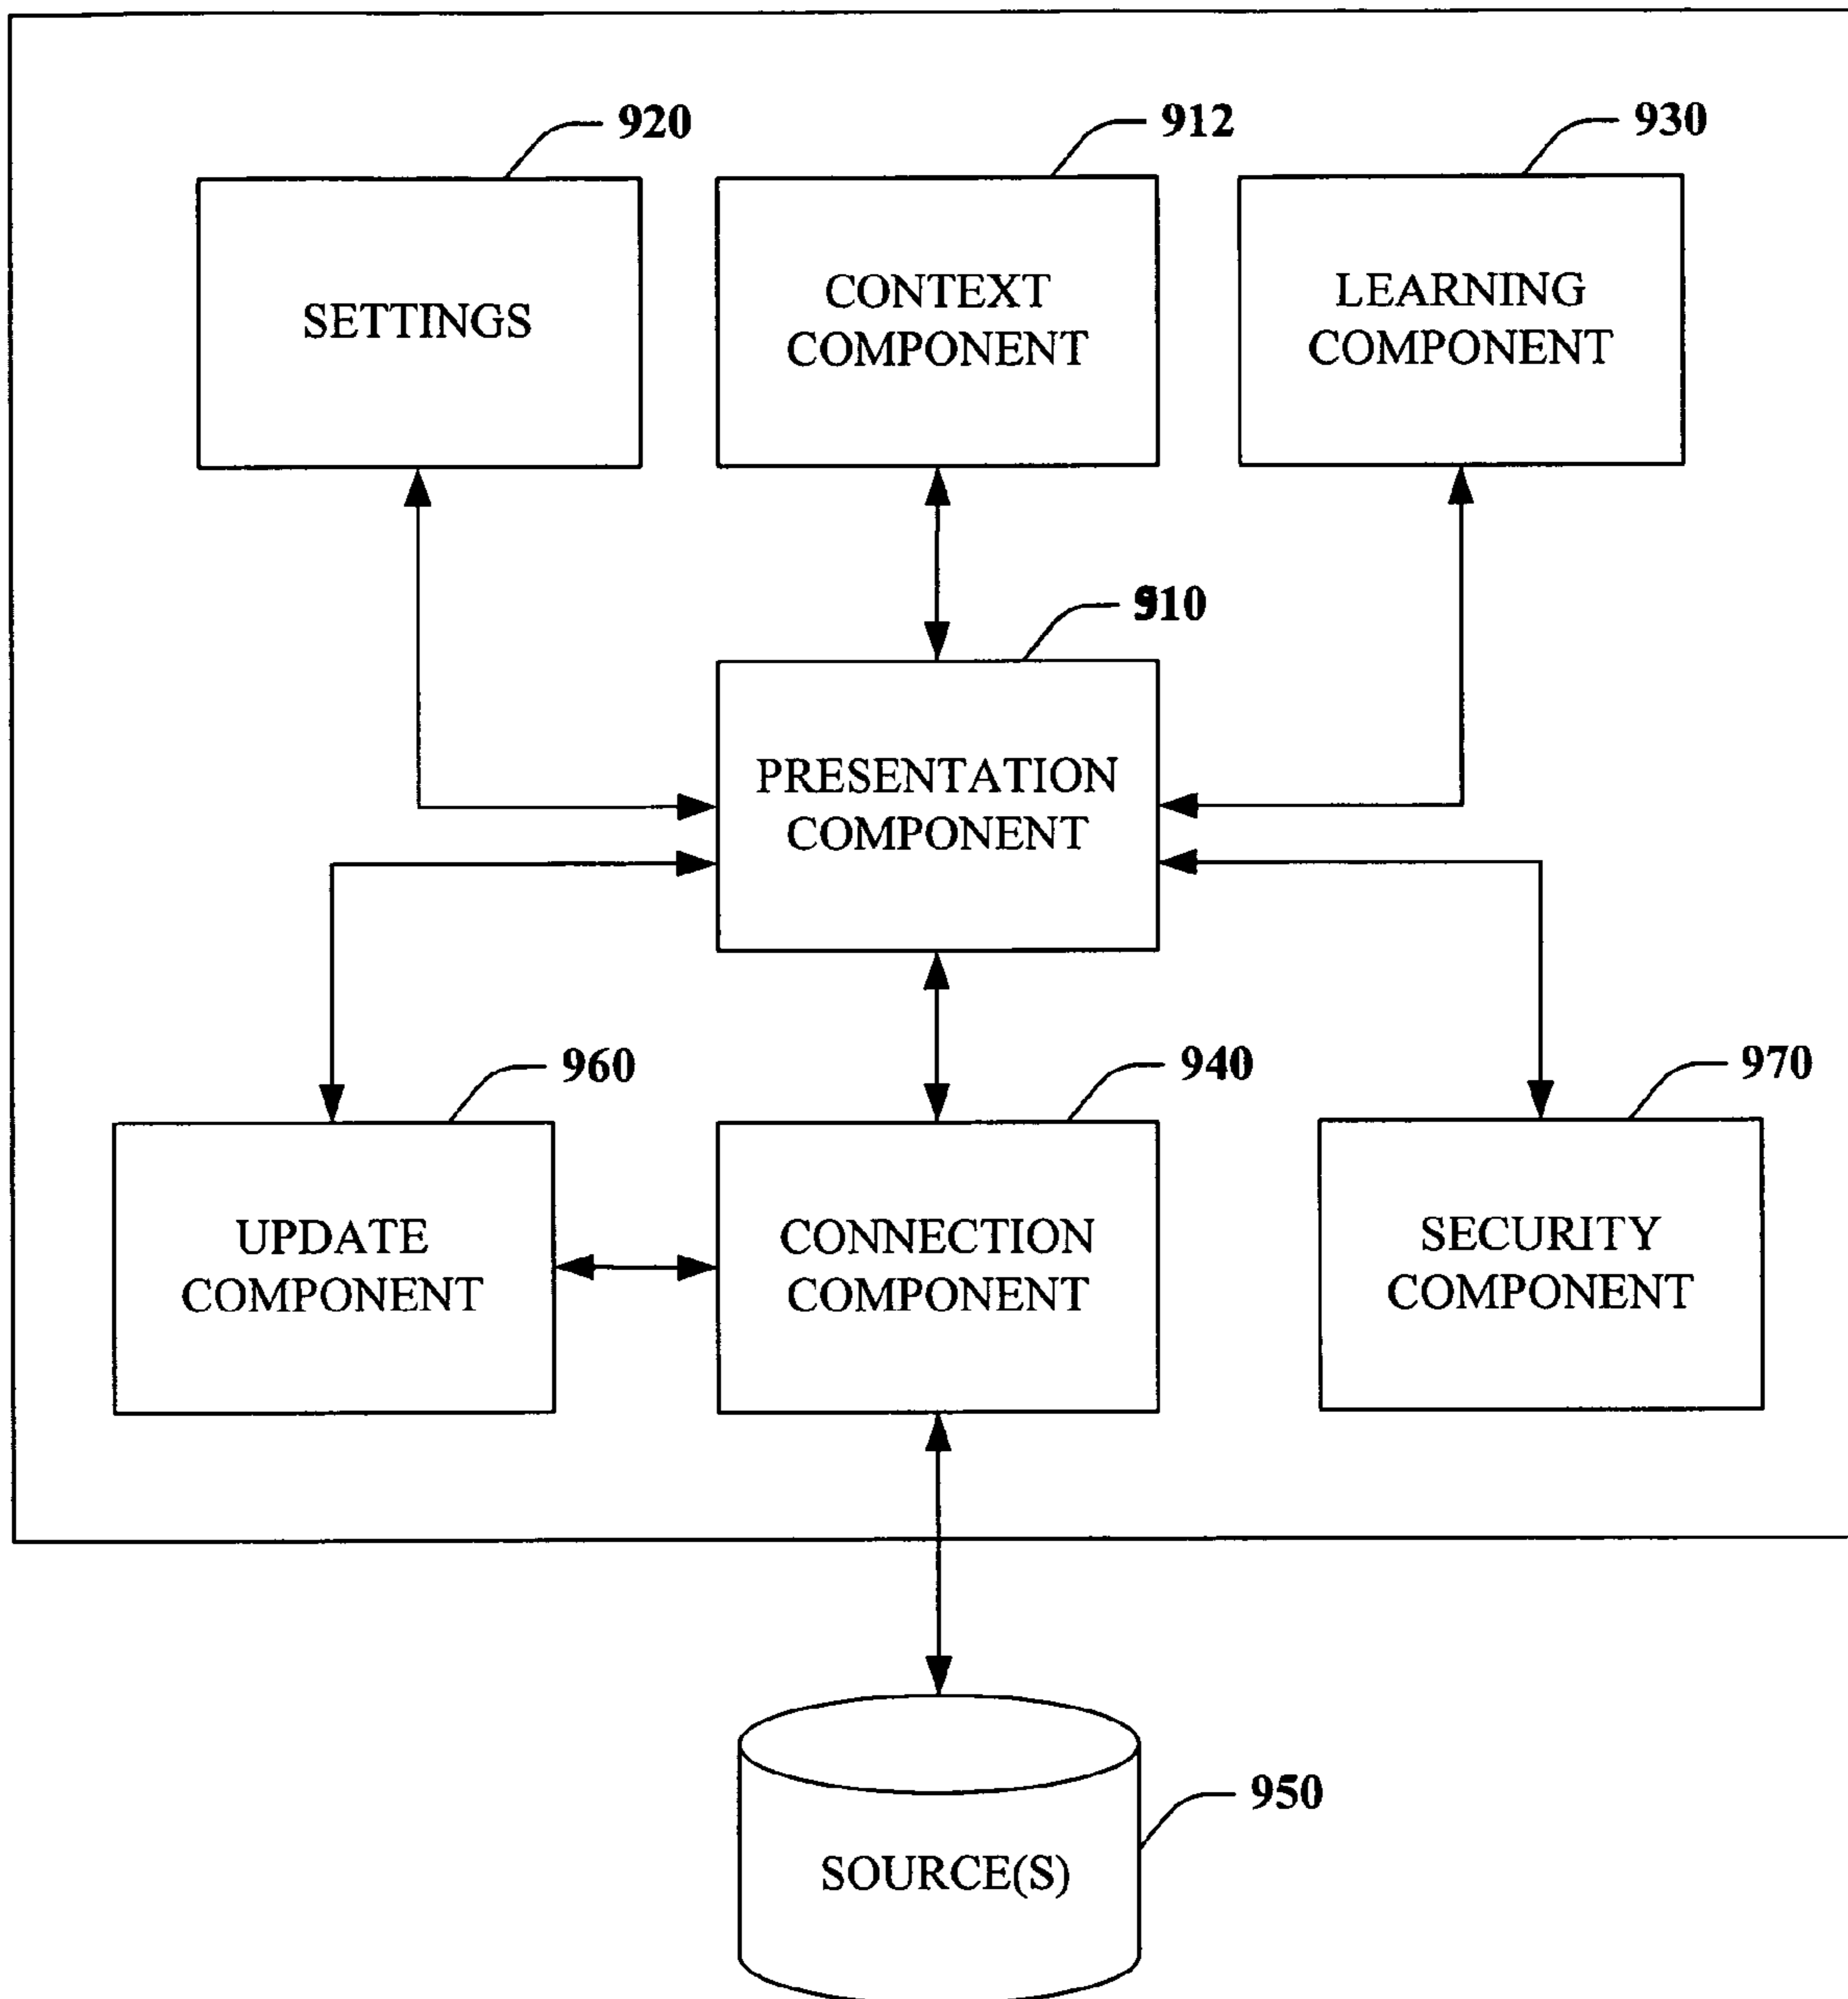 920
912
930
SETTINGS
CONTEXT
COMPONENT
LEARNING
COMPONENT
910
PRESENTATION
COMPONENT
960
940
970
UPDATE
COMPONENT
CONNECTION
COMPONENT
SECURITY
COMPONENT
950
SOURCE(S)